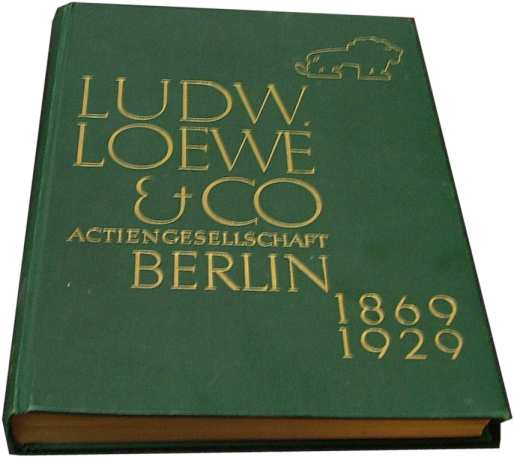 LUDW.
LOEWE
& CO
ACTIENGESELLSCHAFT
BERLIN
1869
1929